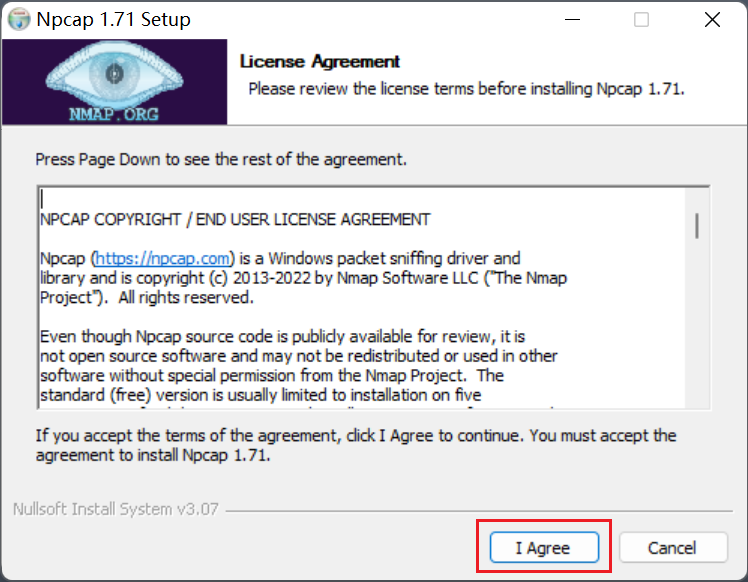 Npcap 1.71 Setup
NMAP.ORG
License Agreement
Please review the license terms before installing Npcap 1.71.
Press Page Down to see the rest of the agreement.
NPCAP COPYRIGHT / END USER LICENSE AGREEMENT
Npcap (https://npcap.com) is a Windows packet sniffing driver and
library and is copyright (c) 2013-2022 by Nmap Software LLC ("The Nmap
Project").  All rights reserved.
Even though Npcap source code is publicly available for review, it is
not open source software and may not be redistributed or used in other
software without special permission from the Nmap Project.  The
standard (free) version is usually limited to installation on five
If you accept the terms of the agreement, click I Agree to continue. You must accept the
agreement to install Npcap 1.71.
Nullsoft Install System v3.07
I Agree
Cancel